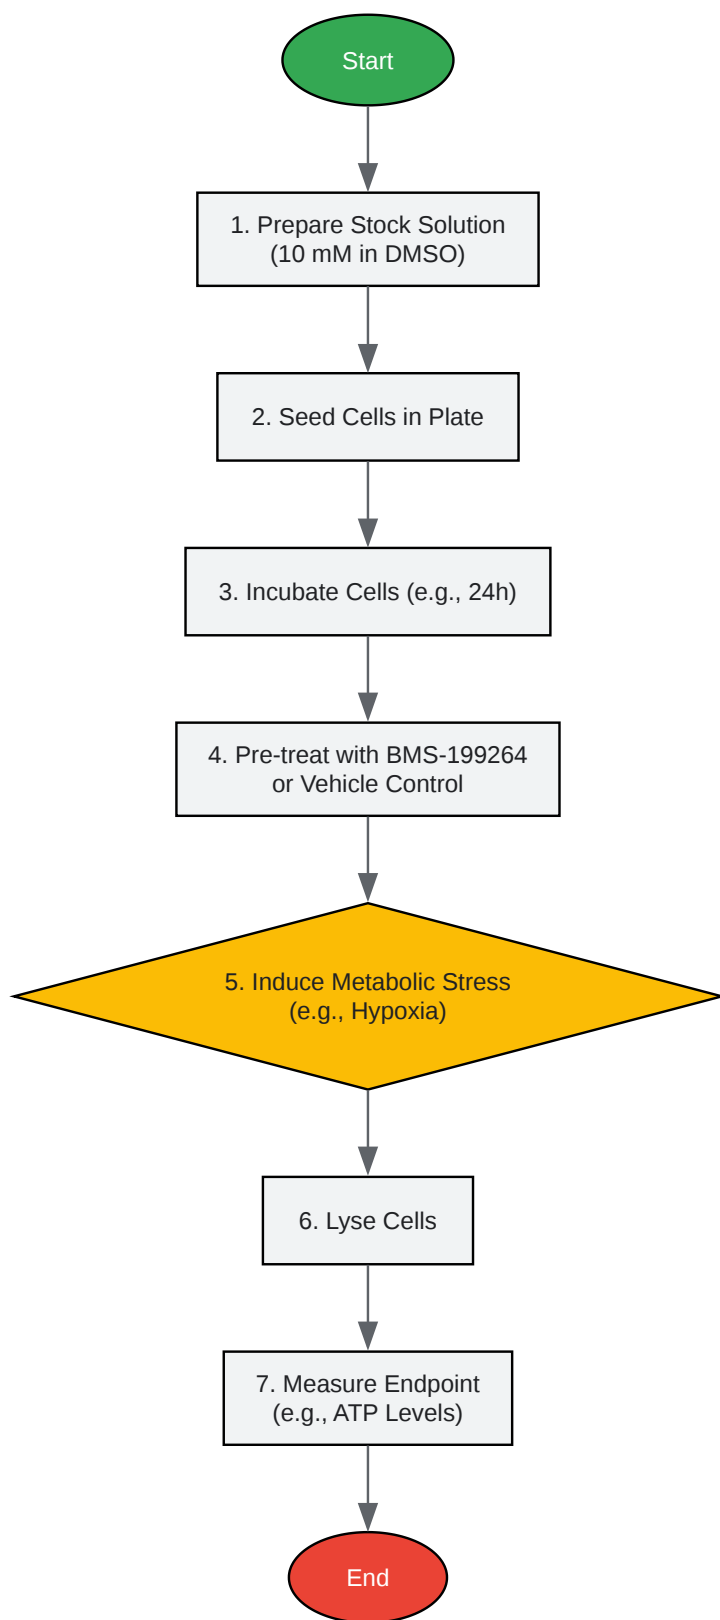 Start
1. Prepare Stock Solution
(10 mM in DMSO)
2. Seed Cells in Plate
3. Incubate Cells (e.g., 24h)
4. Pre-treat with BMS-199264
or Vehicle Control
5. Induce Metabolic Stress
(e.g., Hypoxia)
6. Lyse Cells
7. Measure Endpoint
(e.g., ATP Levels)
End